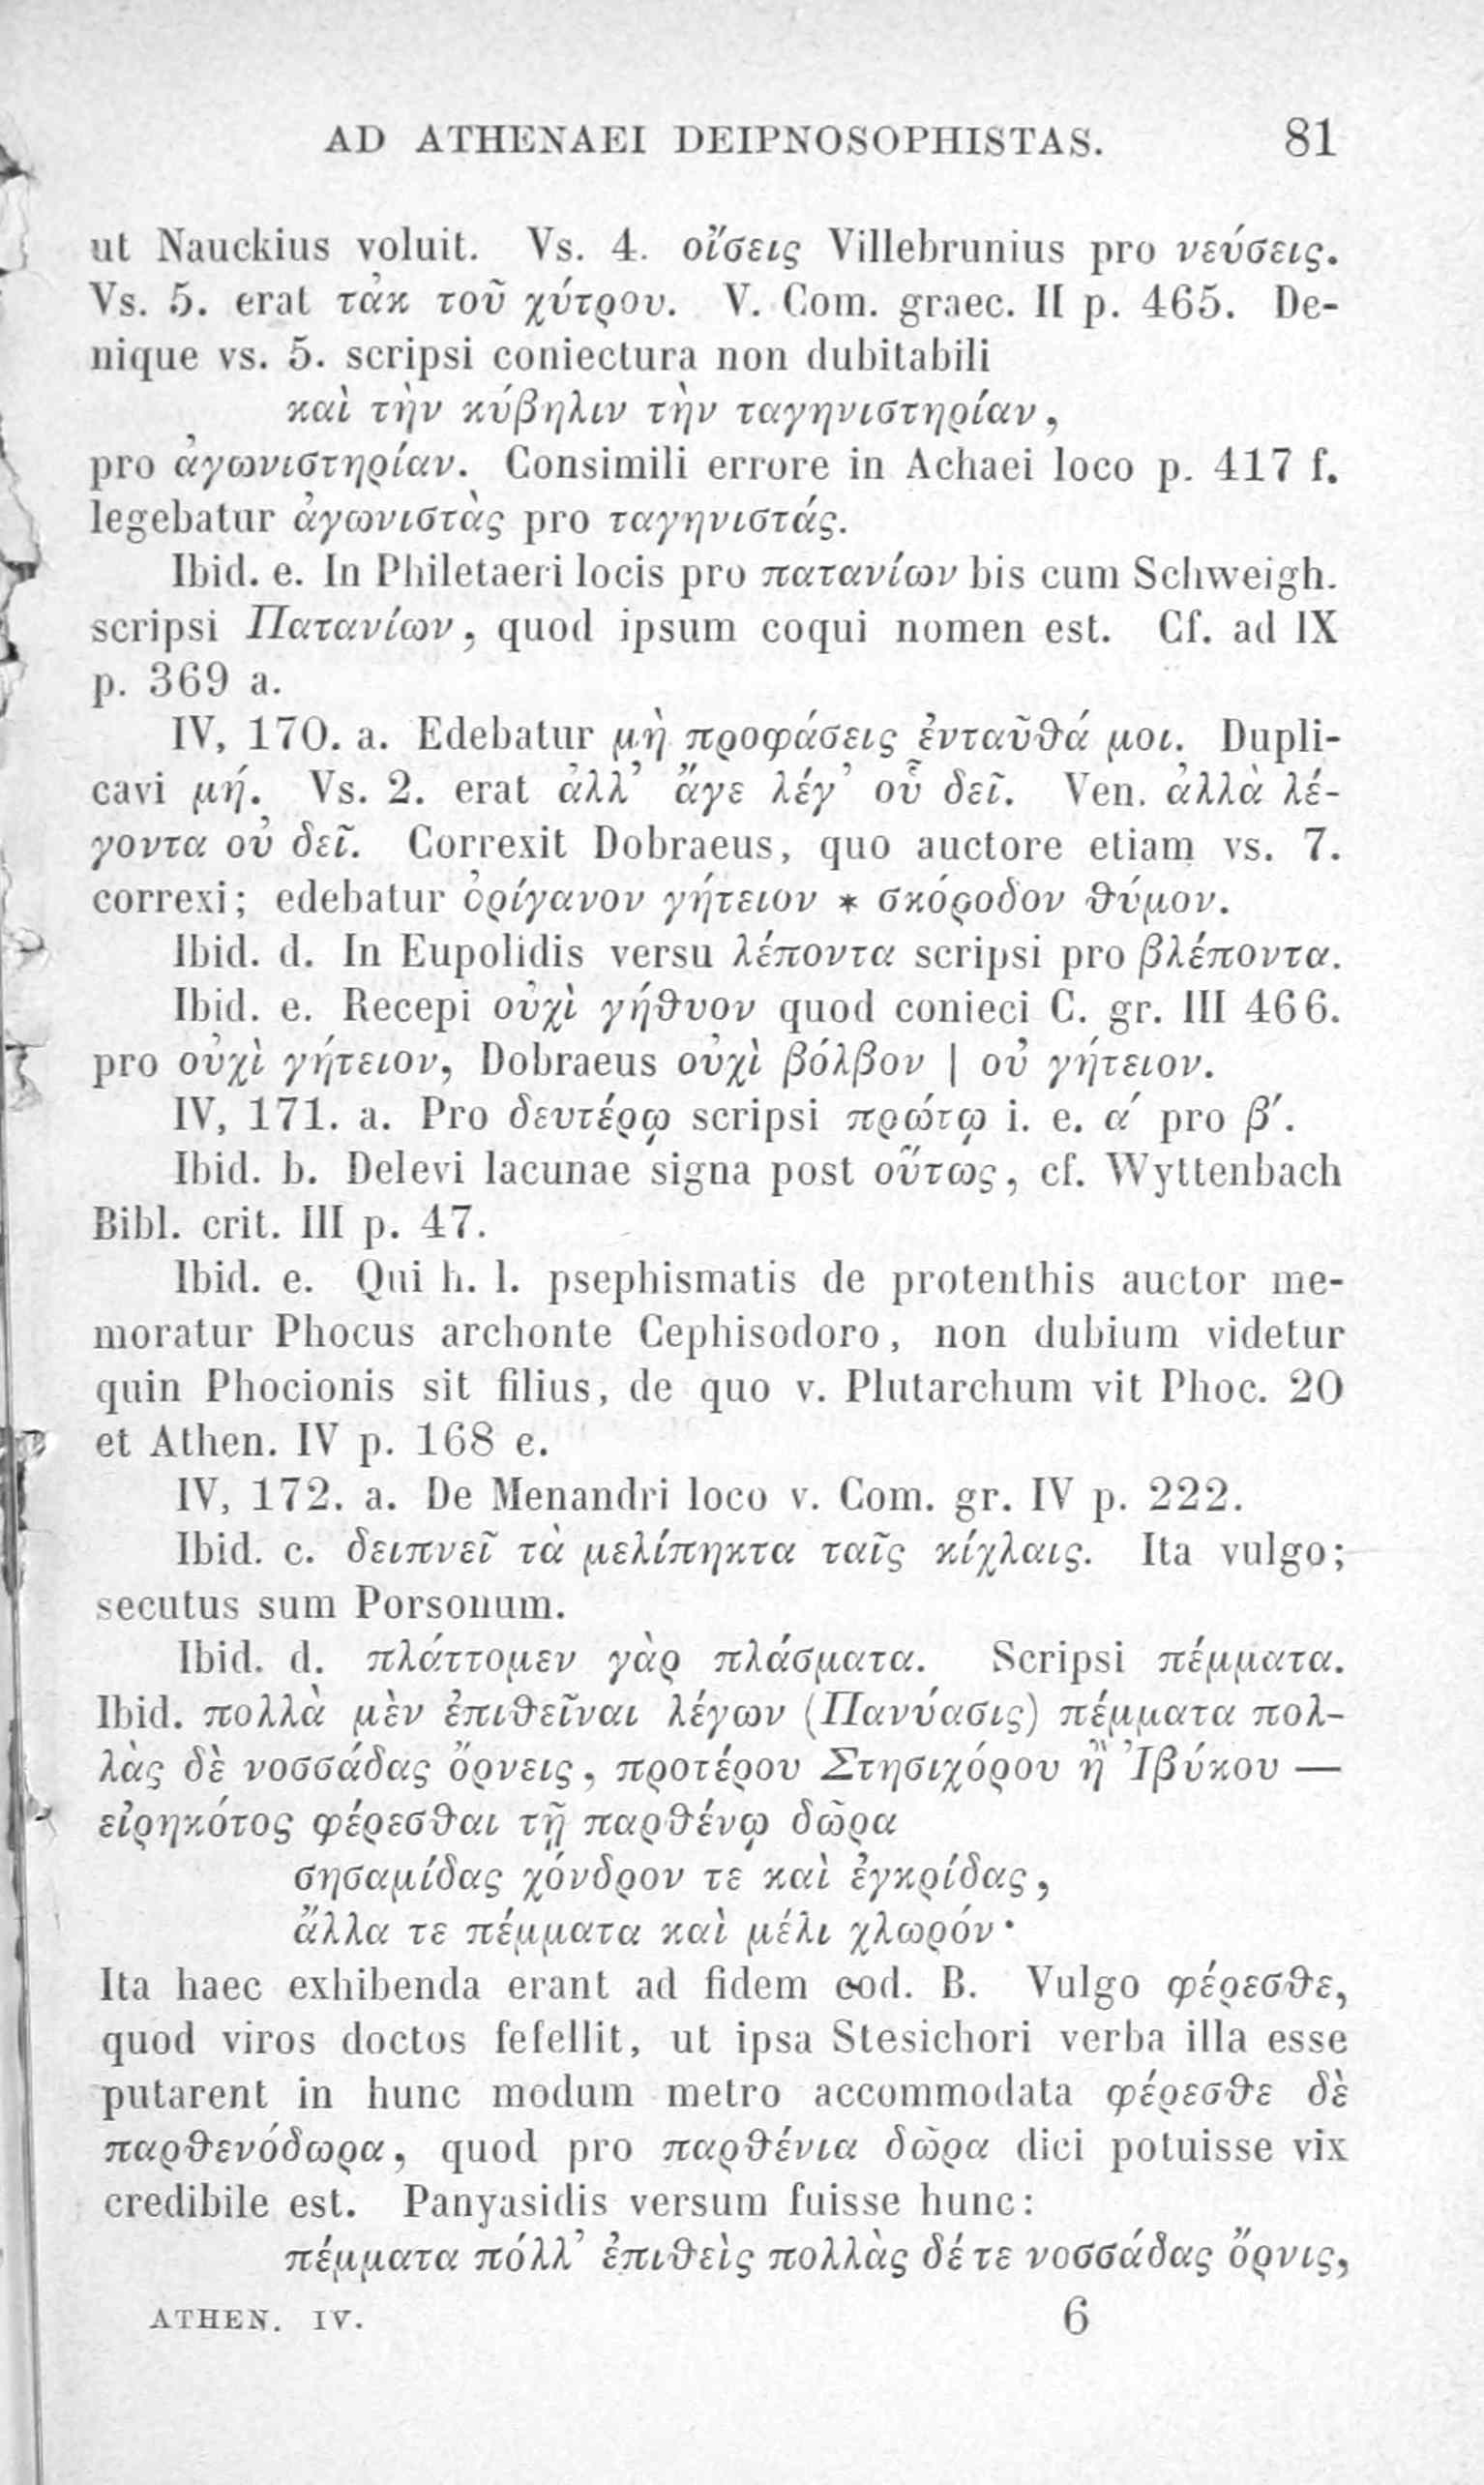 AD ATHENAEI DEIPNOSOPHISTAS. 81
ut Nauckius voluit. Vs. 4. οἴσεις Villebrunius pro νεύσεις.
Vs. 5. erat τἀκ τοῦ χύτρου. V. Com. graec. II p. 465. De-
nique vs. 5. scripsi coniectura non dubitabili
καὶ τὴν κύβηλιν τὴν ταγηνιστηρίαν,
pro ἀγωνιστηρίαν. Consimili errore in Achaei loco p. 417 f.
legebatur ἀγωνιστὰς pro ταγηνιστάς.
Ibid. e. In Philetaeri locis pro πατανίων bis cum Schweigh.
scripsi Πατανίων, quod ipsum coqui nomen est. Cf. ad IX
p. 369 a.
IV, 170. a. Edebatur μὴ προφάσεις ἐνταῦθά μοι. Dupli-
cavi μή. Vs. 2. erat ἀλλ’ ἄγε λέγ’ οὗ δεῖ. Ven. ἀλλὰ λέ-
γοντα οὐ δεῖ. Correxit Dobraeus, quo auctore etiam vs. 7.
correxi; edebatur ὀρίγανον γήτειον * σκόροδον θύμον.
Ibid. d. In Eupolidis versu λέποντα scripsi pro βλέποντα.
Ibid. e. Recepi οὐχὶ γήθυον quod conieci C. gr. III 466.
pro οὐχὶ γήτειον, Dobraeus οὐχὶ βόλβον | οὐ γήτειον.
IV, 171. a. Pro δευτέρῳ scripsi πρώτῳ i. e. α΄ pro β΄.
Ibid. b. Delevi lacunae signa post οὕτως, cf. Wyttenbach
Bibl. crit. III p. 47.
Ibid. e. Qui h. l. psephismatis de protenthis auctor me-
moratur Phocus archonte Cephisodoro, non dubium videtur
quin Phocionis sit filius, de quo v. Plutarchum vit Phoc. 20
et Athen. IV p. 168 e.
IV, 172. a. De Menandri loco v. Com. gr. IV p. 222.
Ibid. c. δειπνεῖ τὰ μελίπηκτα ταῖς κίχλαις. Ita vulgo;
secutus sum Porsonum.
Ibid. d. πλάττομεν γὰρ πλάσματα. Scripsi πέμματα.
Ibid. πολλὰ μὲν ἐπιθεῖναι λέγων (Πανύασις) πέμματα πολ-
λὰς δὲ νοσσάδας ὄρνεις, προτέρου Στησιχόρου ἢ Ἰβύκου —
εἰρηκότος φέρεσθαι τῇ παρθένῳ δῶρα
σησαμίδας χόνδρον τε καὶ ἐγκρίδας,
ἄλλα τε πέμματα καὶ μέλι χλωρόν·
Ita haec exhibenda erant ad fidem cod. B. Vulgo φέρεσθε,
quod viros doctos fefellit, ut ipsa Stesichori verba illa esse
putarent in hunc modum metro accommodata φέρεσθε δὲ
παρθενόδωρα, quod pro παρθένια δῶρα dici potuisse vix
credibile est. Panyasidis versum fuisse hunc:
πέμματα πόλλ’ ἐπιθεὶς πολλὰς δέ τε νοσσάδας ὄρνις,
ATHEN. IV. 6